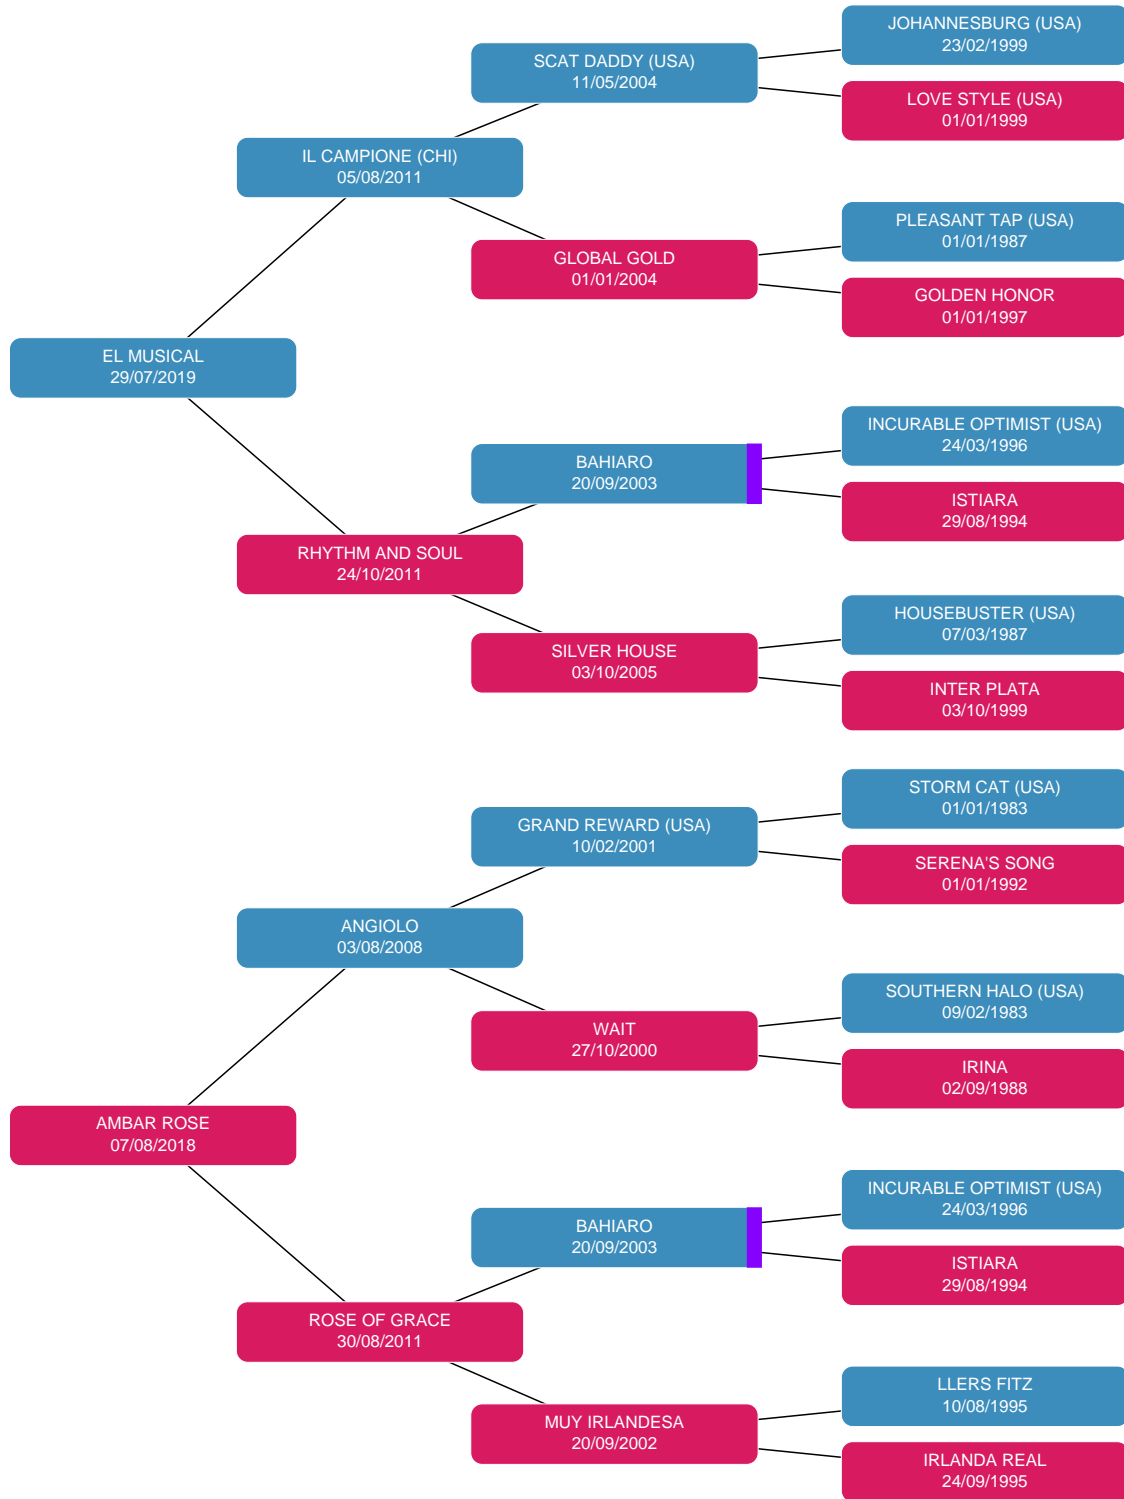 JOHANNESBURG (USA)
23/02/1999
SCAT DADDY (USA)
11/05/2004
LOVE STYLE (USA)
01/01/1999
IL CAMPIONE (CHI)
05/08/2011
PLEASANT TAP (USA)
01/01/1987
GLOBAL GOLD
01/01/2004
GOLDEN HONOR
01/01/1997
EL MUSICAL
29/07/2019
INCURABLE OPTIMIST (USA)
24/03/1996
BAHIARO
20/09/2003
ISTIARA
29/08/1994
RHYTHM AND SOUL
24/10/2011
HOUSEBUSTER (USA)
07/03/1987
SILVER HOUSE
03/10/2005
INTER PLATA
03/10/1999
STORM CAT (USA)
01/01/1983
GRAND REWARD (USA)
10/02/2001
SERENA'S SONG
01/01/1992
ANGIOLO
03/08/2008
SOUTHERN HALO (USA)
09/02/1983
WAIT
27/10/2000
IRINA
02/09/1988
AMBAR ROSE
07/08/2018
INCURABLE OPTIMIST (USA)
24/03/1996
BAHIARO
20/09/2003
ISTIARA
29/08/1994
ROSE OF GRACE
30/08/2011
LLERS FITZ
10/08/1995
MUY IRLANDESA
20/09/2002
IRLANDA REAL
24/09/1995